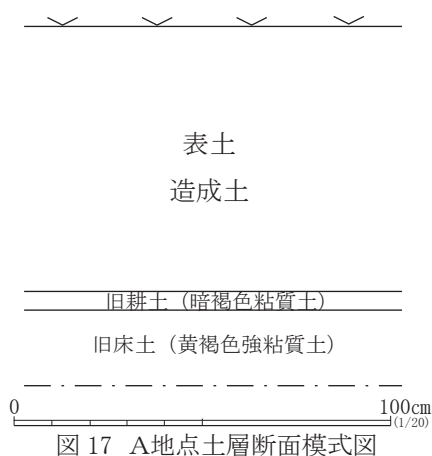 表土
造成土
旧耕土（暗褐色粘質土）
旧床土（黄褐色強粘質土）
0 100cm
(1/20)
図 17 A地点土層断面模式図